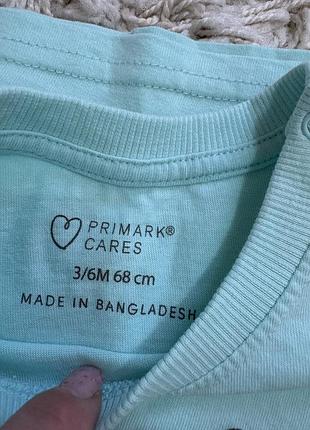 PRIMARK®
CARES
3/6M 68 cm
MADE IN BANGLADESH